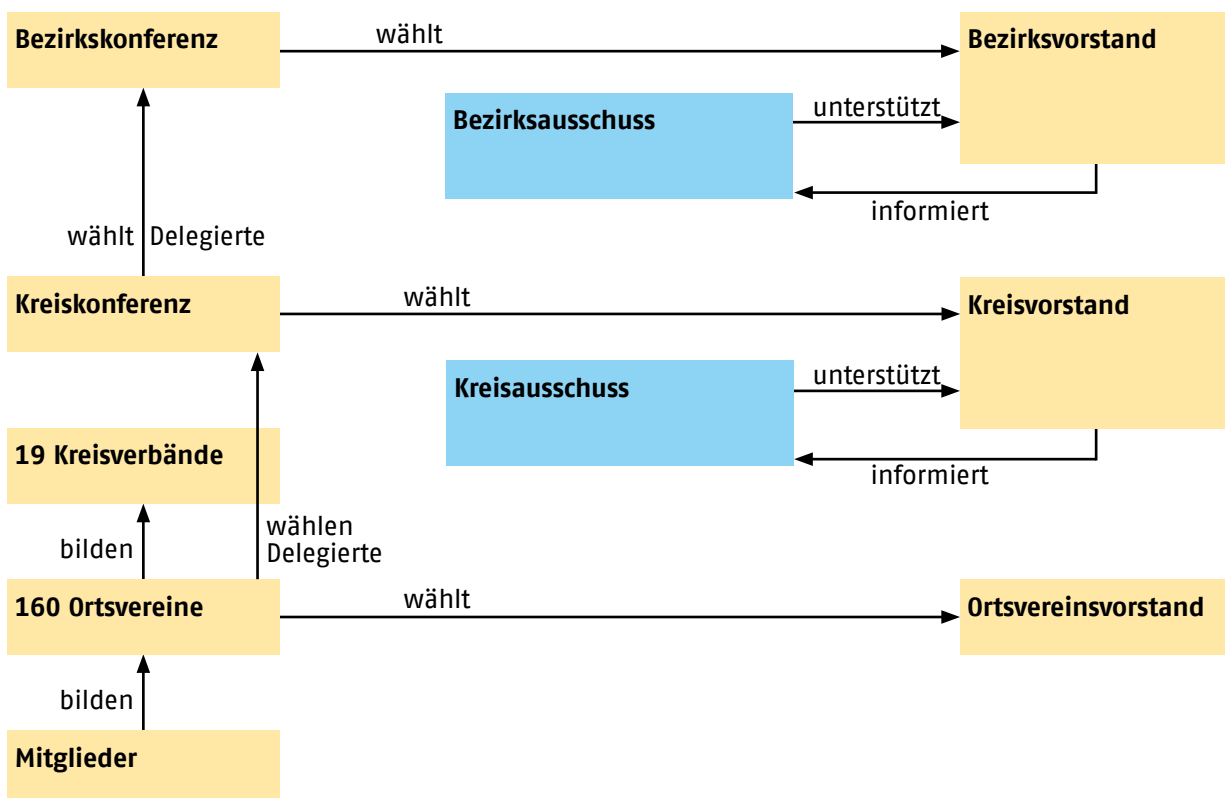 Bezirkskonferenz
wählt
Bezirksvorstand
Bezirksausschuss
unterstützt
informiert
wählt Delegierte
Kreiskonferenz
wählt
Kreisvorstand
Kreisausschuss
unterstützt
informiert
19 Kreisverbände
bilden
wählen
Delegierte
160 Ortsvereine
wählt
Ortsvereinsvorstand
bilden
Mitglieder